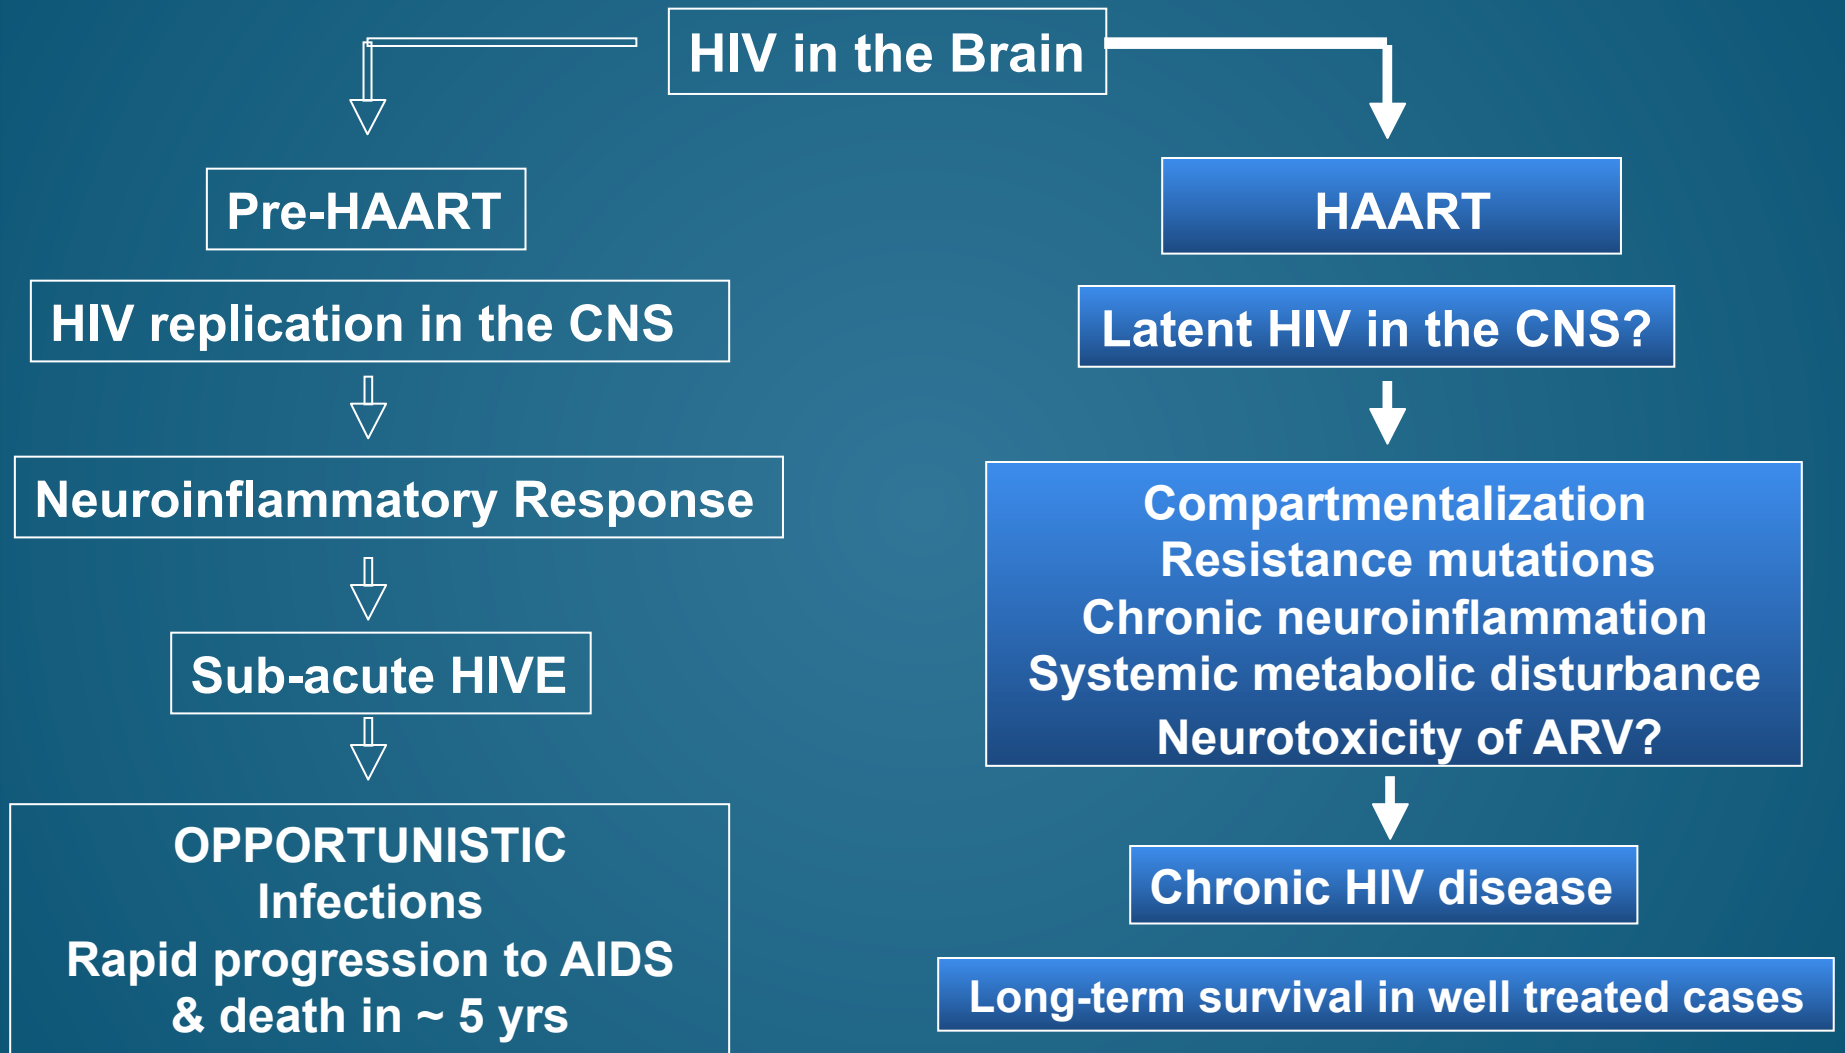 HIV in the Brain
Pre-HAART
HIV replication in the CNS
Neuroinflammatory Response
Sub-acute HIVE
OPPORTUNISTIC
Infections
Rapid progression to AIDS
& death in ~ 5 yrs
HAART
Latent HIV in the CNS?
Compartmentalization
Resistance mutations
Chronic neuroinflammation
Systemic metabolic disturbance
Neurotoxicity of ARV?
Chronic HIV disease
Long-term survival in well treated cases